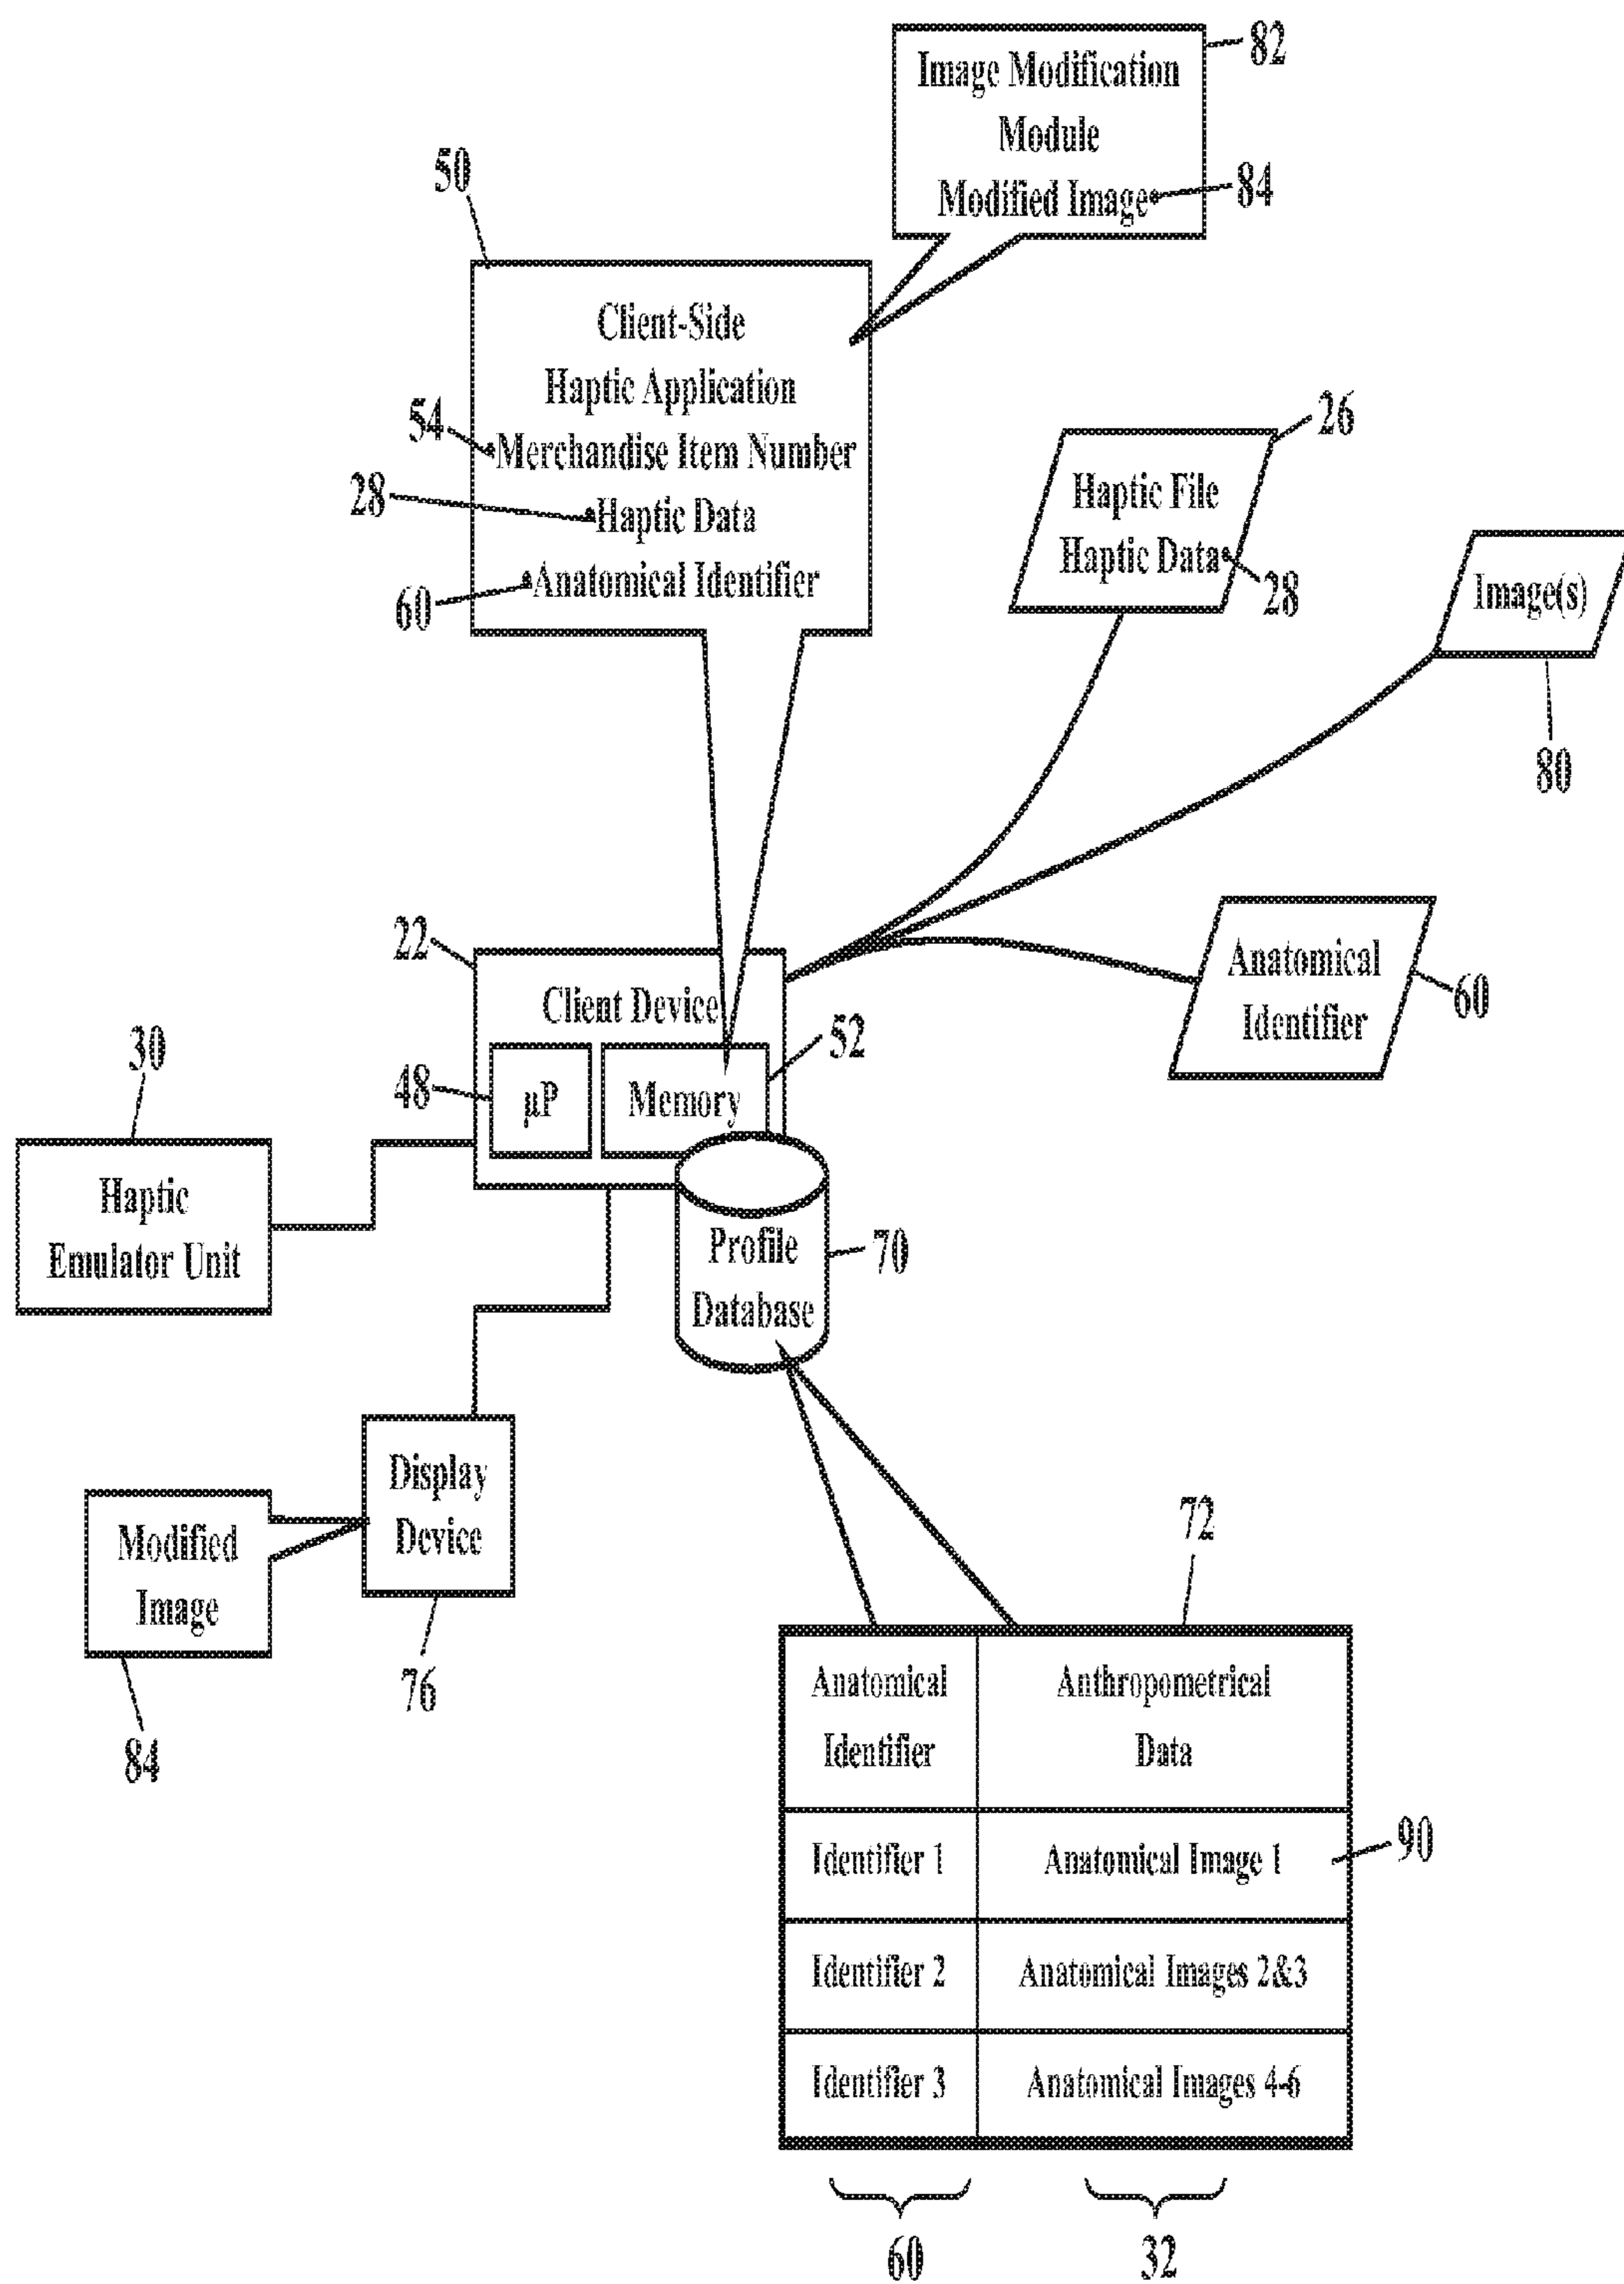 82
Image Modification
Module
Modified Image
84
50
Client-Side
Haptic Application
54
Merchandise Item Number
28
Haptic Data
60
Anatomical Identifier
26
Haptic File
Haptic Data
28
Image(s)
80
22
Client Device
52
48
μP
Memory
Anatomical
Identifier
60
30
Haptic
Emulator Unit
Profile
Database
70
Display
Device
76
Modified
Image
84
72
Anatomical
Identifier
Anthropometrical
Data
Identifier 1
Anatomical Image 1
90
Identifier 2
Anatomical Images 2&3
Identifier 3
Anatomical Images 4-6
60
32